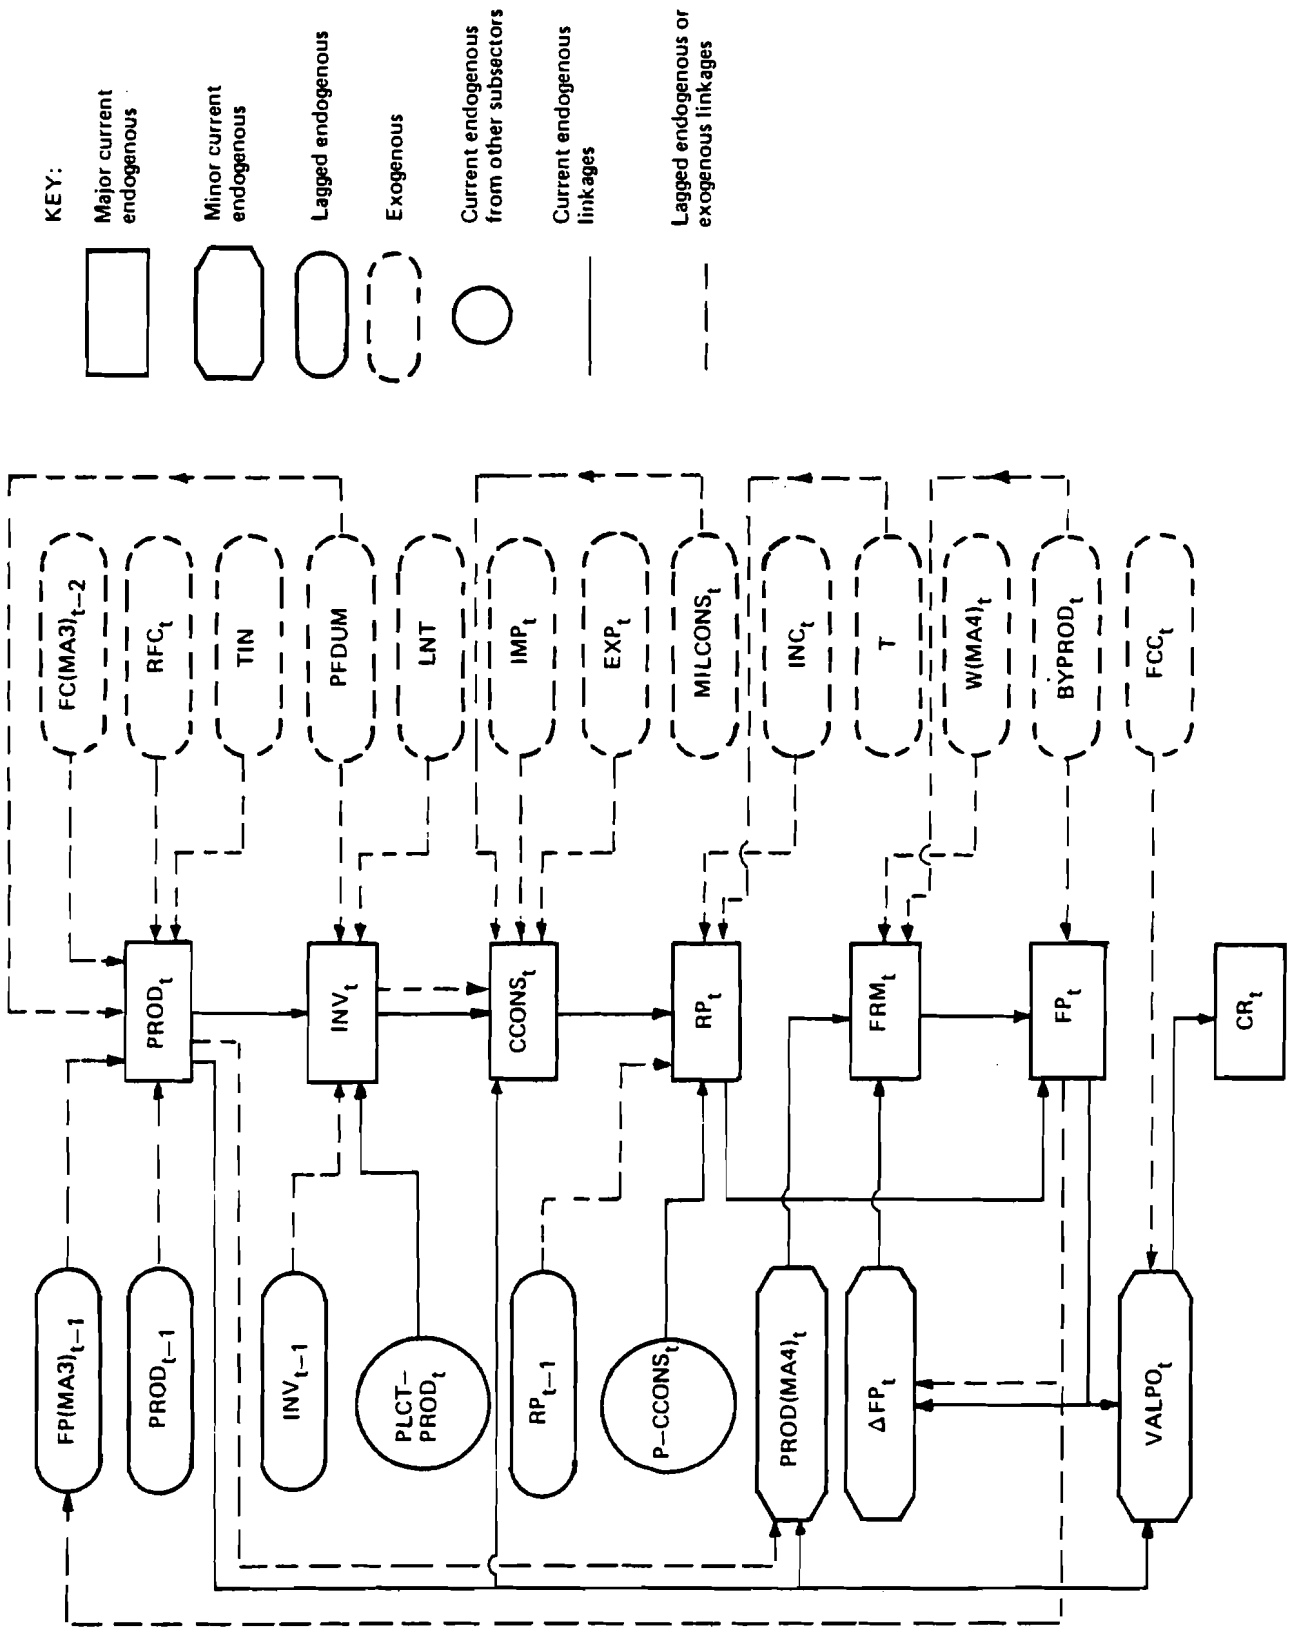 KEY:
Major current
endogenous
Minor current
endogenous
Lagged endogenous
Exogenous
Current endogenous
from other subsectors
Current endogenous
linkages
Lagged endogenous or
exogenous linkages
FC(MA3)t−2
RFCt
TIN
PFDUM
LNT
IMPt
EXPt
MILCONSt
INCt
T
W(MA4)t
BYPRODt
FCCt
PRODt
INVt
CCONSt
RPt
FRMt
FPt
CRt
FP(MA3)t−1
PRODt−1
INVt−1
PLCT−
PRODt
RPt−1
P−CCONSt
PROD(MA4)t
ΔFPt
VALPOt